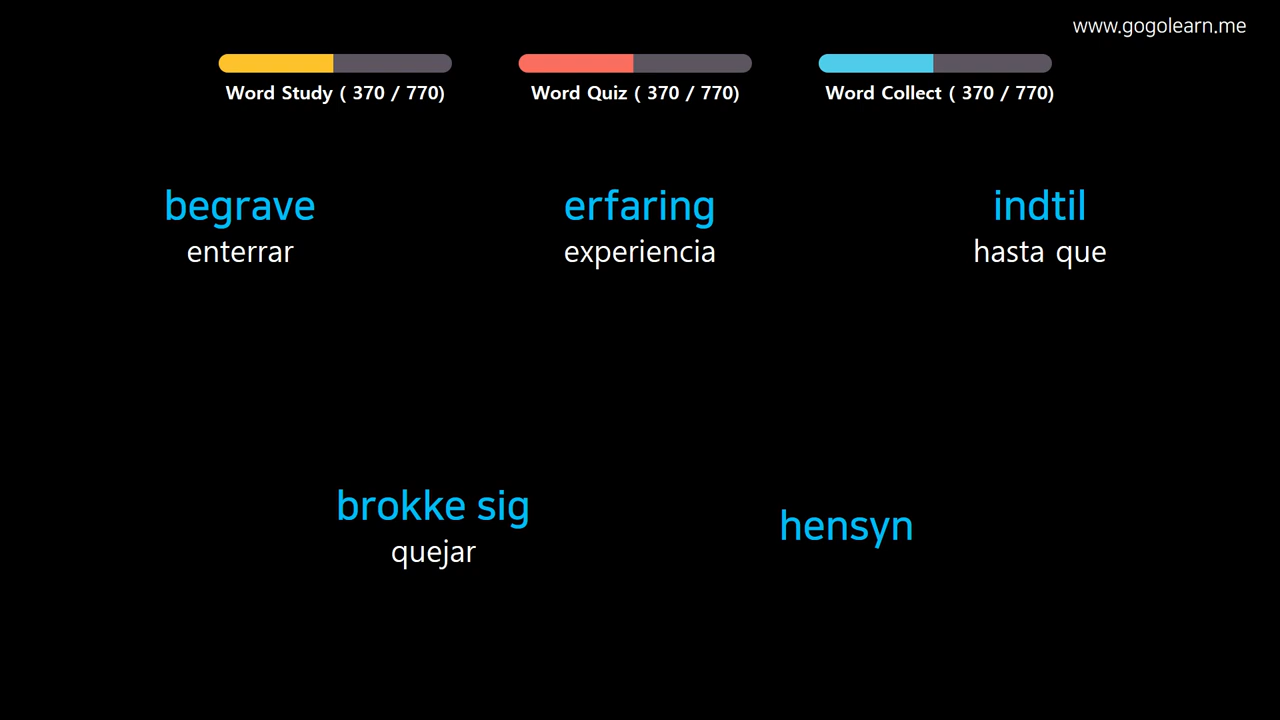 www.gogolearn.me
Word Study ( 370 / 770)
Word Quiz ( 370 / 770)
Word Collect ( 370 / 770)
begrave
enterrar
erfaring
experiencia
indtil
hasta que
brokke sig
quejar
hensyn